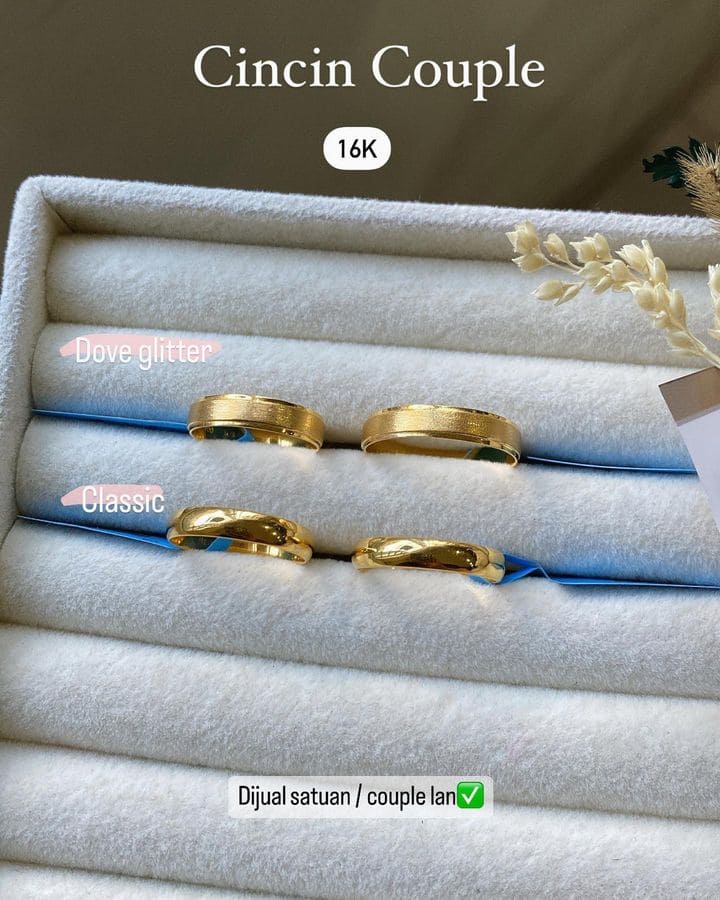 Cincin Couple
16K
Dove glitter
Classic
Dijual satuan / couple lan✅